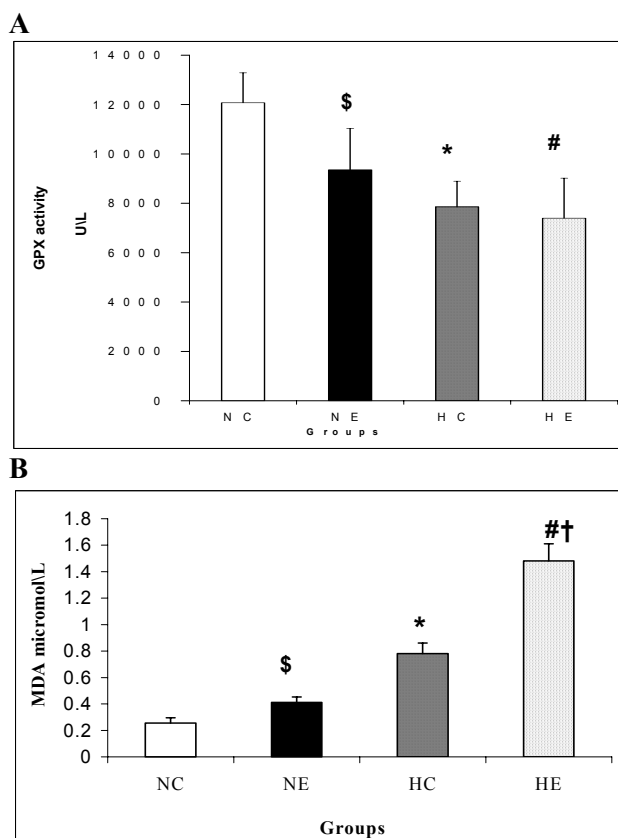 A
GPX activity
U\L
14000
12000
10000
8000
6000
4000
2000
0
$
*
#
NC NE HC HE
Groups
B
MDA micromol\L
1.8
1.6
1.4
1.2
1
0.8
0.6
0.4
0.2
0
$
*
#†
NC NE HC HE
Groups